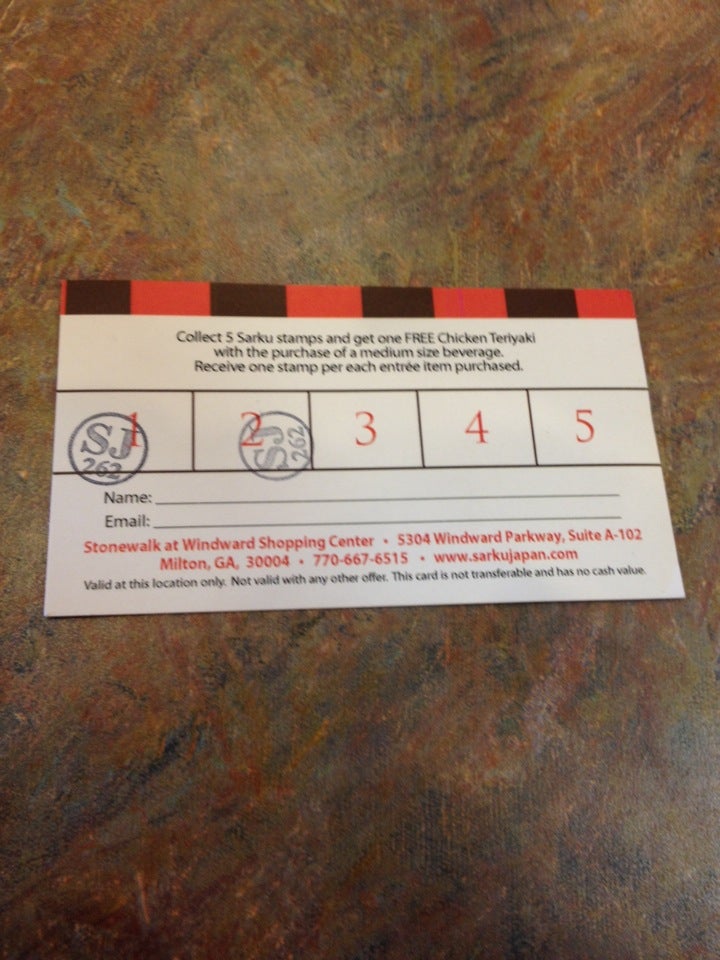 Collect 5 Sarku stamps and get one FREE Chicken Teriyaki
with the purchase of a medium size beverage.
Receive one stamp per each entrée item purchased.
1 2 3 4 5
SJ SJ
262 262
Name:
Email:
Stonewalk at Windward Shopping Center • 5304 Windward Parkway, Suite A-102
Milton, GA, 30004 • 770-667-6515 • www.sarkujapan.com
Valid at this location only. Not valid with any other offer. This card is not transferable and has no cash value.